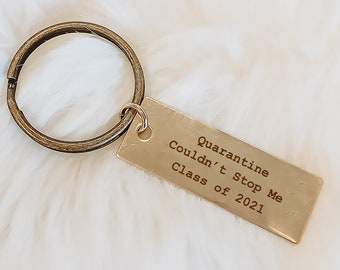 Quarantine
Couldn't Stop Me
Class of 2021